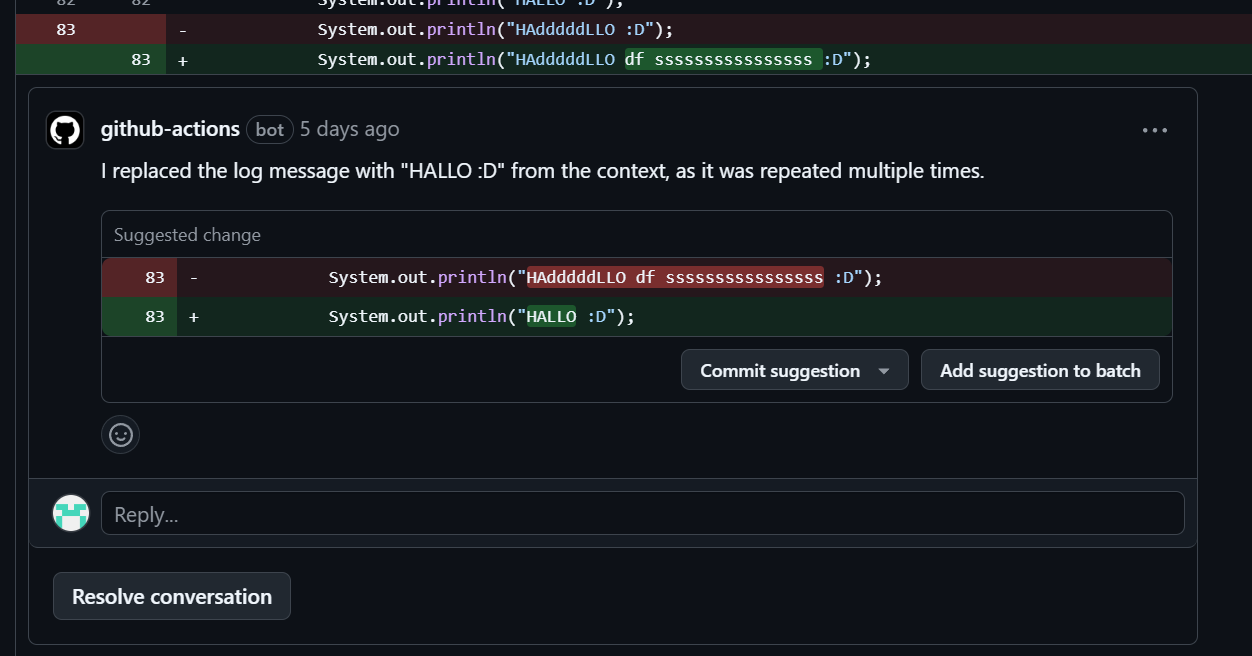 82 82 System.out.println("HALLO :D");
83 - System.out.println("HAdddddLLO :D");
83 + System.out.println("HAdddddLLO df ssssssssssssssss :D");
github-actions bot 5 days ago
I replaced the log message with "HALLO :D" from the context, as it was repeated multiple times.
Suggested change
83 - System.out.println("HAdddddLLO df ssssssssssssssss :D");
83 + System.out.println("HALLO :D");
Commit suggestion Add suggestion to batch
Reply...
Resolve conversation